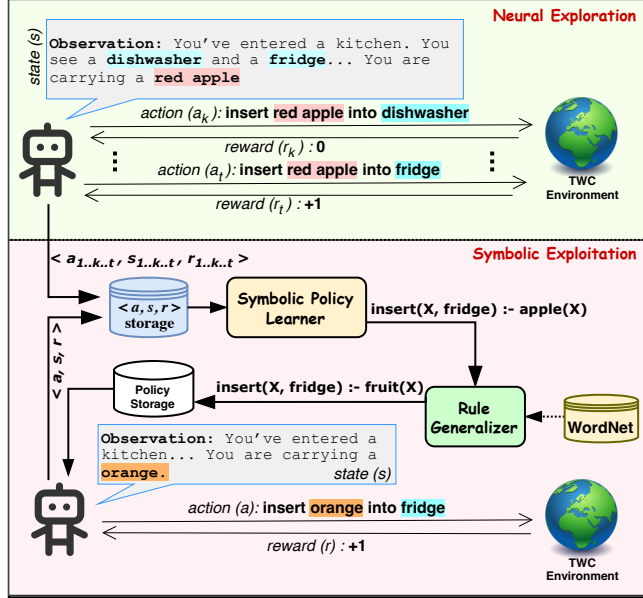 Neural Exploration
state (s)
Observation: You've entered a kitchen. You
see a dishwasher and a fridge... You are
carrying a red apple
action (ak): insert red apple into dishwasher
reward (rk) : 0
action (at): insert red apple into fridge
reward (rt) : +1
TWC
Environment
Symbolic Exploitation
< a1..k..t , s1..k..t , r1..k..t >
< a, s, r >
storage
Symbolic Policy
Learner
insert(X, fridge) :- apple(X)
< a, s, r >
Policy
Storage
insert(X, fridge) :- fruit(X)
Rule
Generalizer
WordNet
Observation: You've entered a
kitchen... You are carrying a
orange.
state (s)
action (a): insert orange into fridge
reward (r) : +1
TWC
Environment